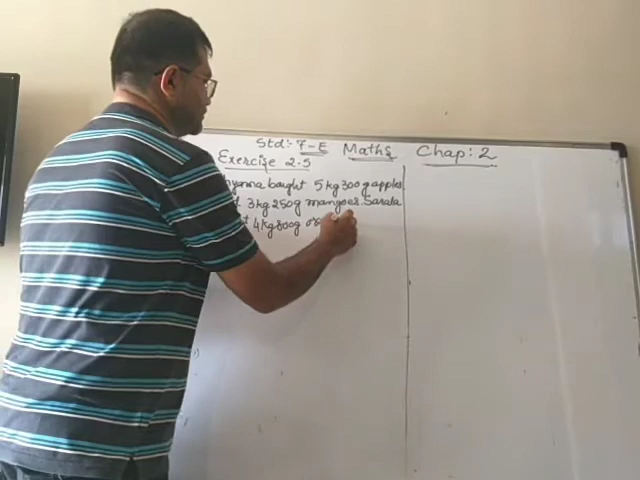 Std:- 7-E Maths Chap: 2
Exercise 2.5
bought 5kg 300g apples
3kg 250g mangoes. Sarala
4kg 800g